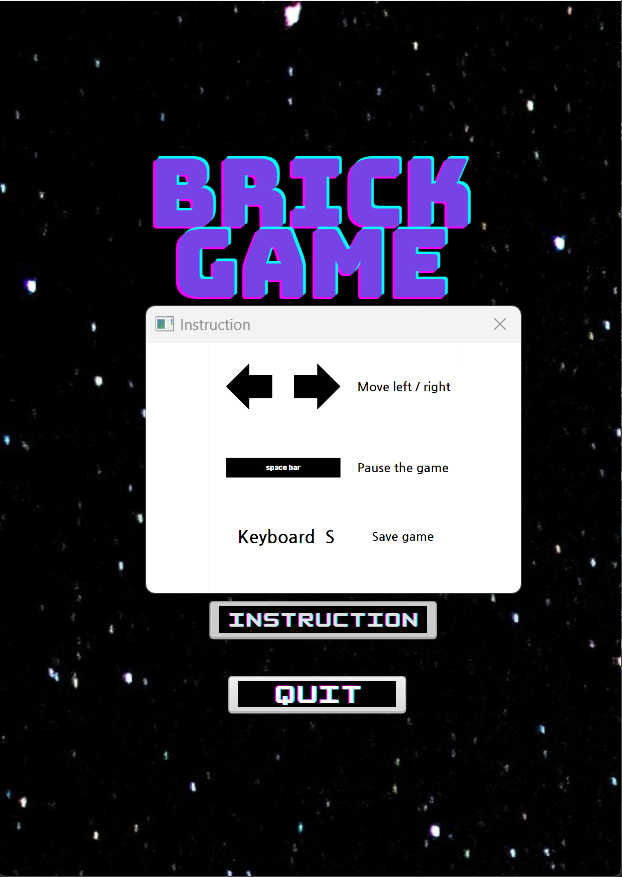 BRICK
GAME
Instruction
Move left / right
space bar Pause the game
Keyboard S Save game
INSTRUCTION
QUIT